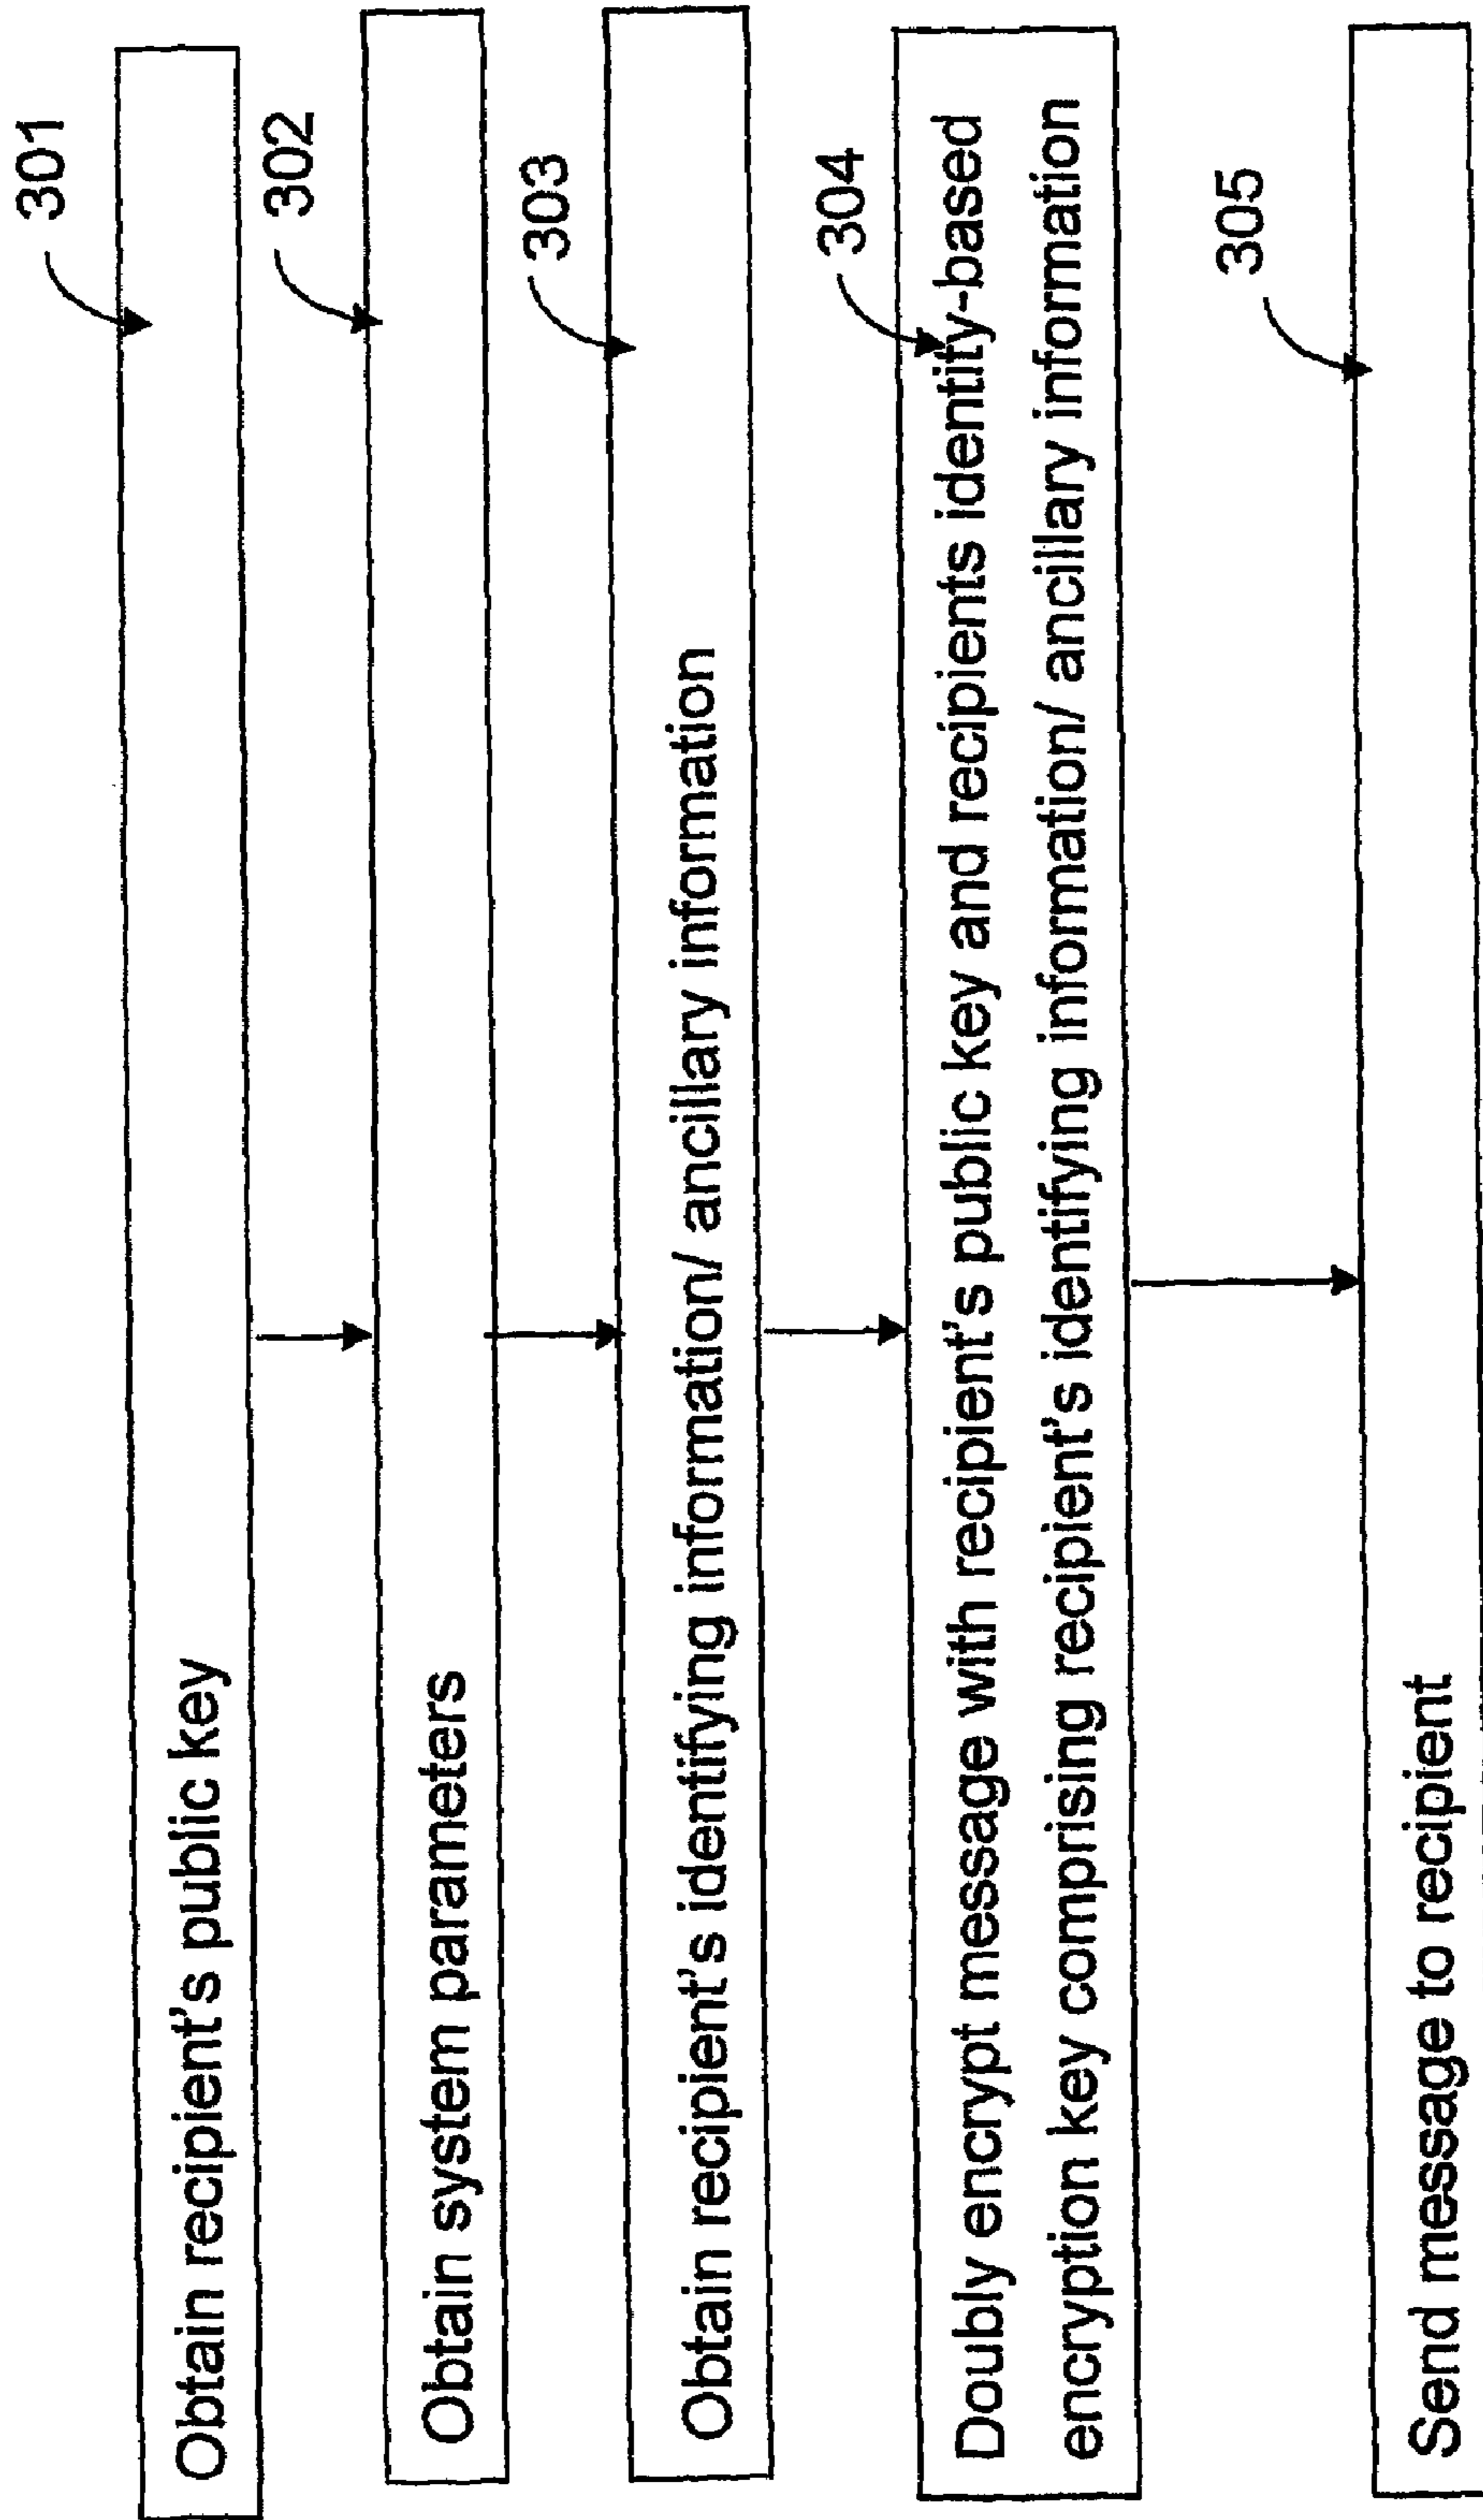 301
Obtain recipient's public key
302
Obtain system parameters
303
Obtain recipient's identifying information/ ancillary information
304
Doubly encrypt message with recipient's public key and recipients identity-based
encryption key comprising recipient's identifying information/ ancillary information
305
Send message to recipient